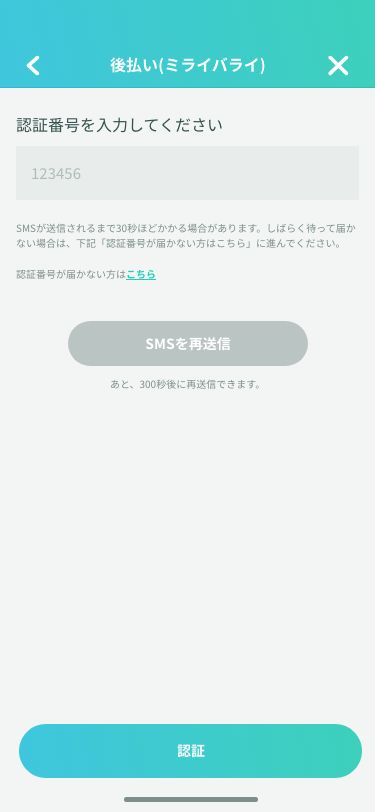 後払い(ミライバライ)
認証番号を入力してください
123456
SMSが送信されるまで30秒ほどかかる場合があります。しばらく待って届か
ない場合は、下記「認証番号が届かない方はこちら」に進んでください。
認証番号が届かない方はこちら
SMSを再送信
あと、300秒後に再送信できます。
認証